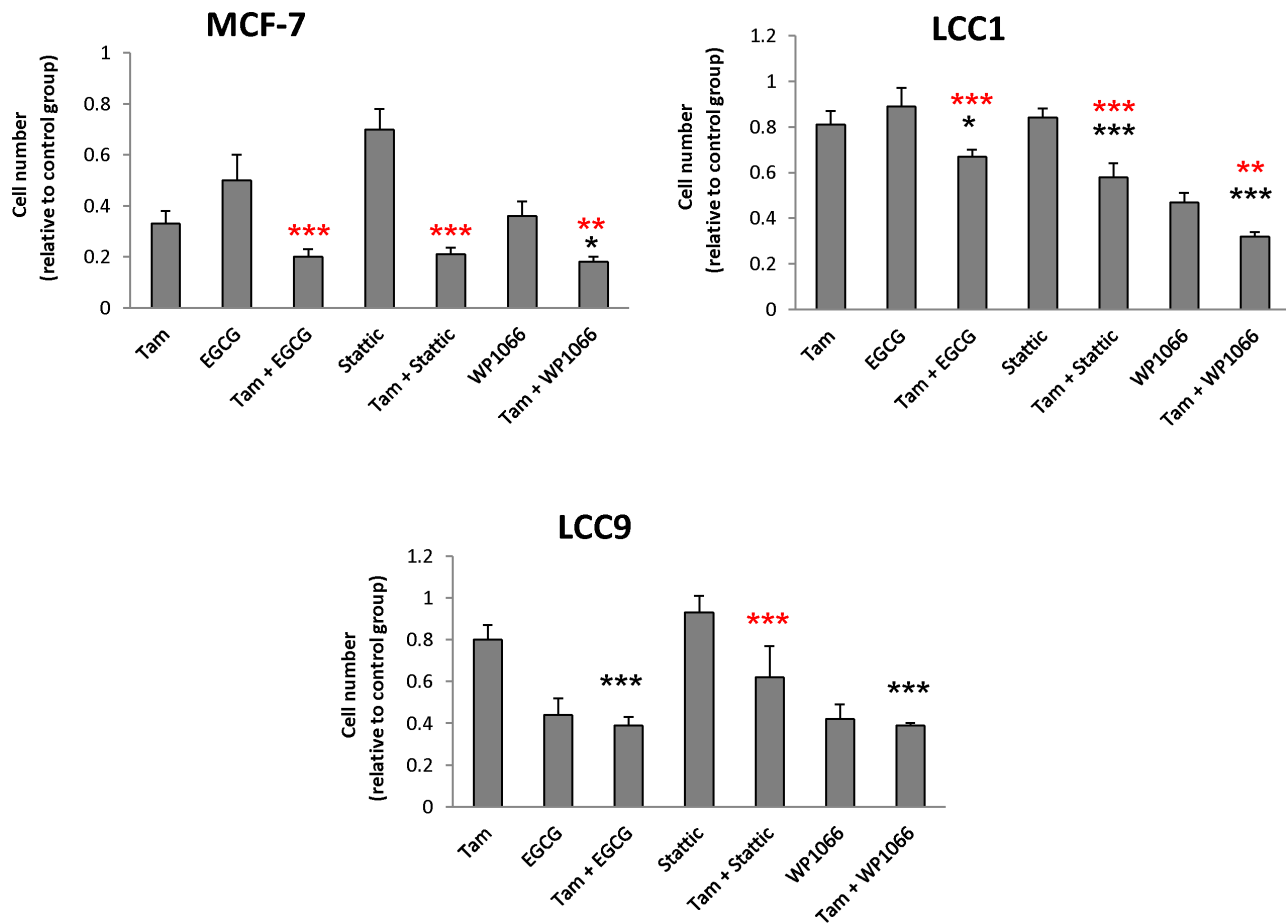 MCF-7
Cell number
(relative to control group)
1
0.8
0.6
0.4
0.2
0
***
***
**
*
Tam
EGCG
Tam + EGCG
Stattic
Tam + Stattic
WP1066
Tam + WP1066
LCC1
Cell number
(relative to control group)
1.2
1
0.8
0.6
0.4
0.2
0
***
*
***
***
**
***
Tam
EGCG
Tam + EGCG
Stattic
Tam + Stattic
WP1066
Tam + WP1066
LCC9
Cell number
(relative to control group)
1.2
1
0.8
0.6
0.4
0.2
0
***
***
***
Tam
EGCG
Tam + EGCG
Stattic
Tam + Stattic
WP1066
Tam + WP1066